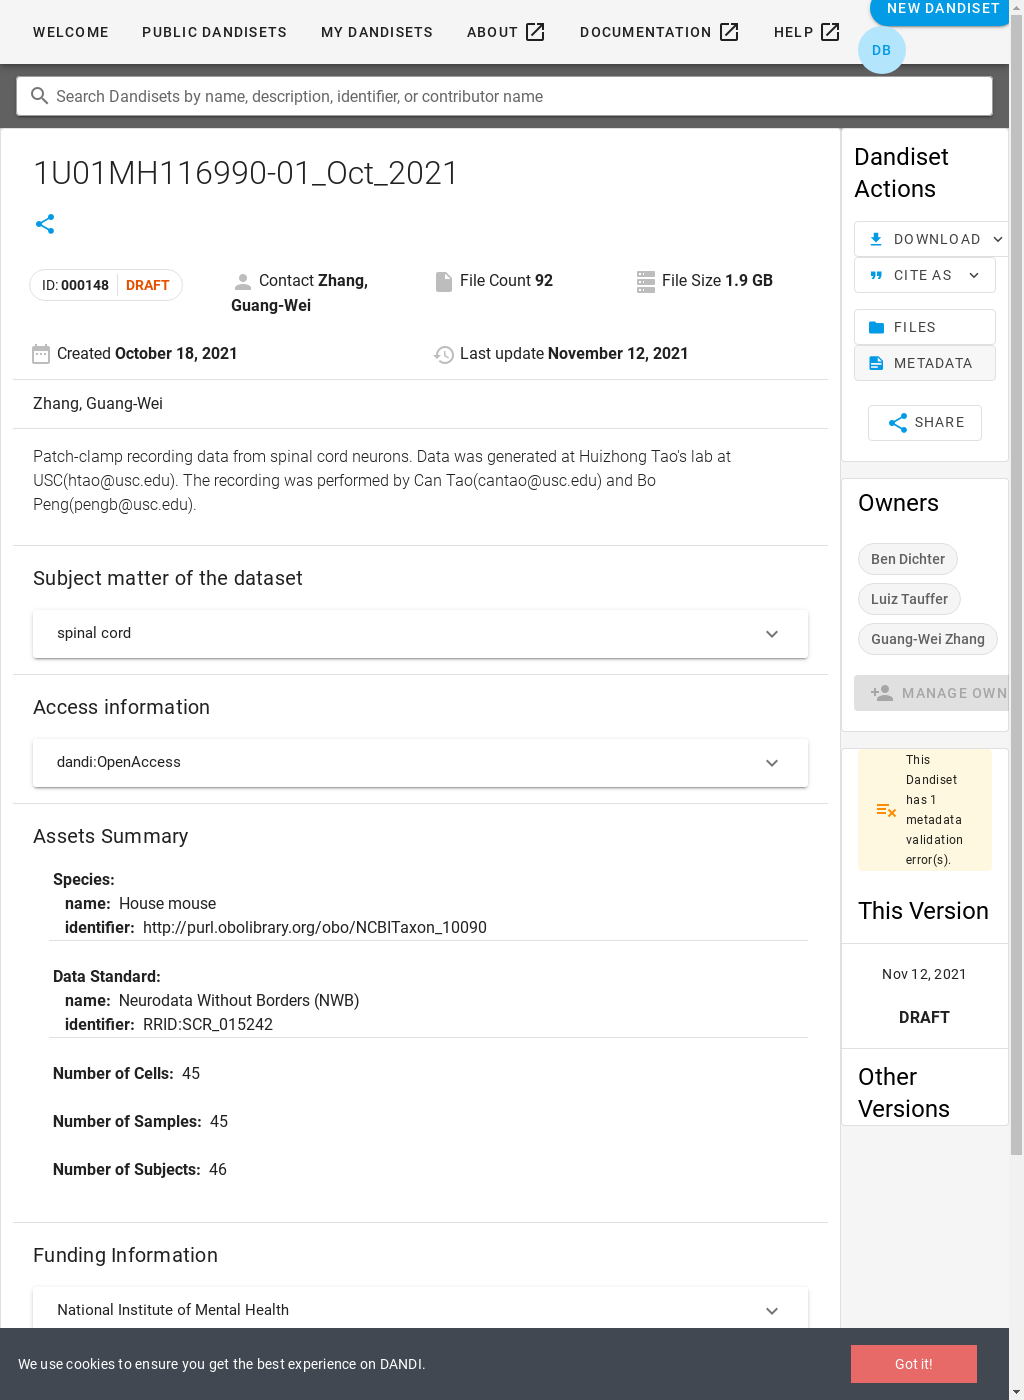 WELCOME
PUBLIC DANDISETS
MY DANDISETS
ABOUT
DOCUMENTATION
HELP
NEW DANDISET
DB
Search Dandisets by name, description, identifier, or contributor name
1U01MH116990-01_Oct_2021
ID: 000148 DRAFT
Contact Zhang,
Guang-Wei
File Count 92
File Size 1.9 GB
Created October 18, 2021
Last update November 12, 2021
Zhang, Guang-Wei
Patch-clamp recording data from spinal cord neurons. Data was generated at Huizhong Tao's lab at
USC(htao@usc.edu). The recording was performed by Can Tao(cantao@usc.edu) and Bo
Peng(pengb@usc.edu).
Subject matter of the dataset
spinal cord
Access information
dandi:OpenAccess
Assets Summary
Species:
name: House mouse
identifier: http://purl.obolibrary.org/obo/NCBITaxon_10090
Data Standard:
name: Neurodata Without Borders (NWB)
identifier: RRID:SCR_015242
Number of Cells: 45
Number of Samples: 45
Number of Subjects: 46
Funding Information
National Institute of Mental Health
Dandiset
Actions
DOWNLOAD
CITE AS
FILES
METADATA
SHARE
Owners
Ben Dichter
Luiz Tauffer
Guang-Wei Zhang
MANAGE OWN
This
Dandiset
has 1
metadata
validation
error(s).
This Version
Nov 12, 2021
DRAFT
Other
Versions
We use cookies to ensure you get the best experience on DANDI.
Got it!